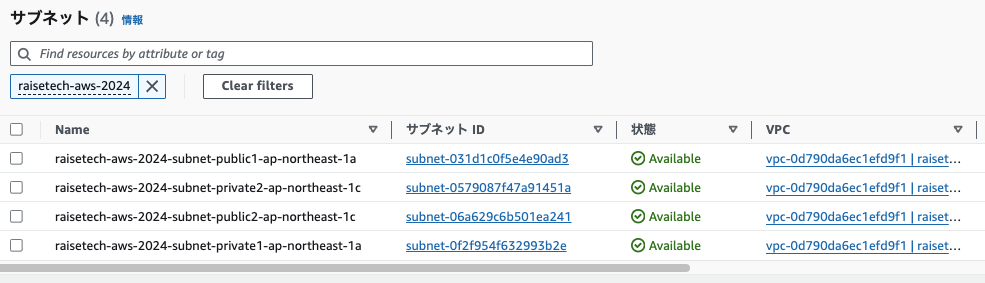 サブネット (4) 情報
Find resources by attribute or tag
raisetech-aws-2024 Clear filters
Name サブネット ID 状態 VPC
raisetech-aws-2024-subnet-public1-ap-northeast-1a subnet-031d1c0f5e4e90ad3 Available vpc-0d790da6ec1efd9f1 | raiset…
raisetech-aws-2024-subnet-private2-ap-northeast-1c subnet-0579087f47a91451a Available vpc-0d790da6ec1efd9f1 | raiset…
raisetech-aws-2024-subnet-public2-ap-northeast-1c subnet-06a629c6b501ea241 Available vpc-0d790da6ec1efd9f1 | raiset…
raisetech-aws-2024-subnet-private1-ap-northeast-1a subnet-0f2f954f632993b2e Available vpc-0d790da6ec1efd9f1 | raiset…